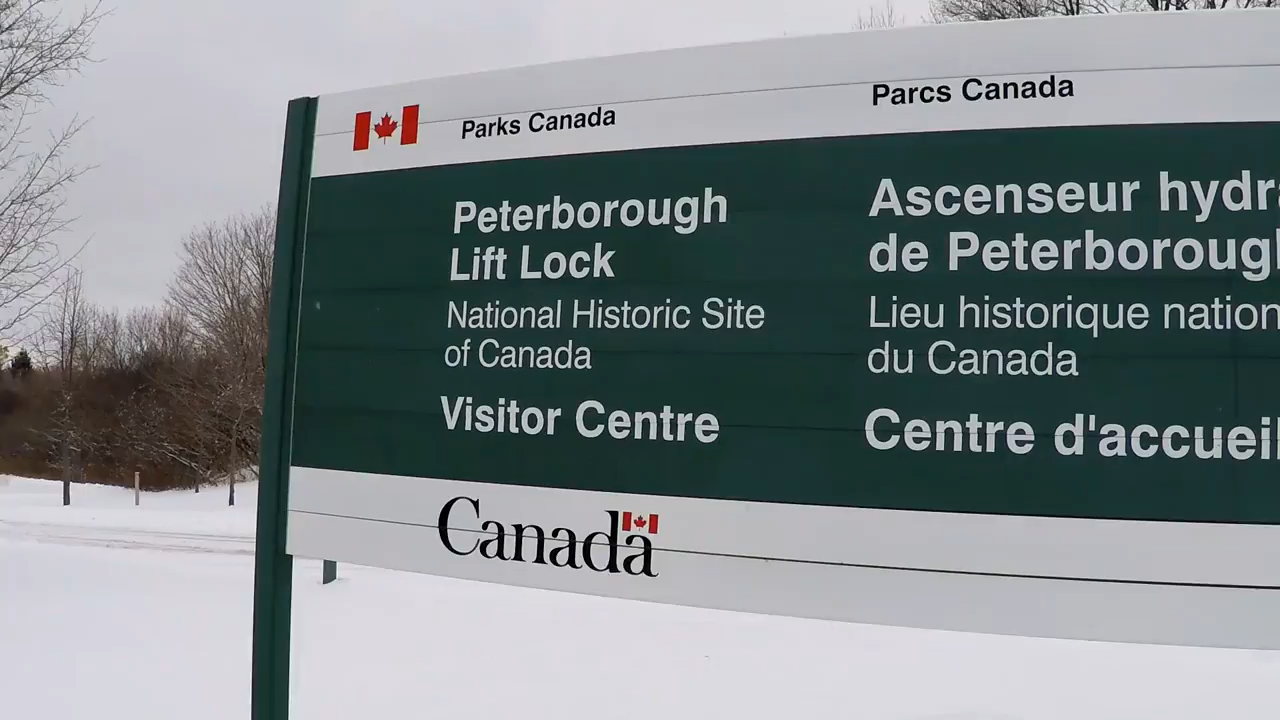 Parks Canada
Peterborough
Lift Lock
National Historic Site
of Canada
Visitor Centre
Canada
Parcs Canada
Ascenseur
de
Lieu historique
du Canada
Centre d'accueil